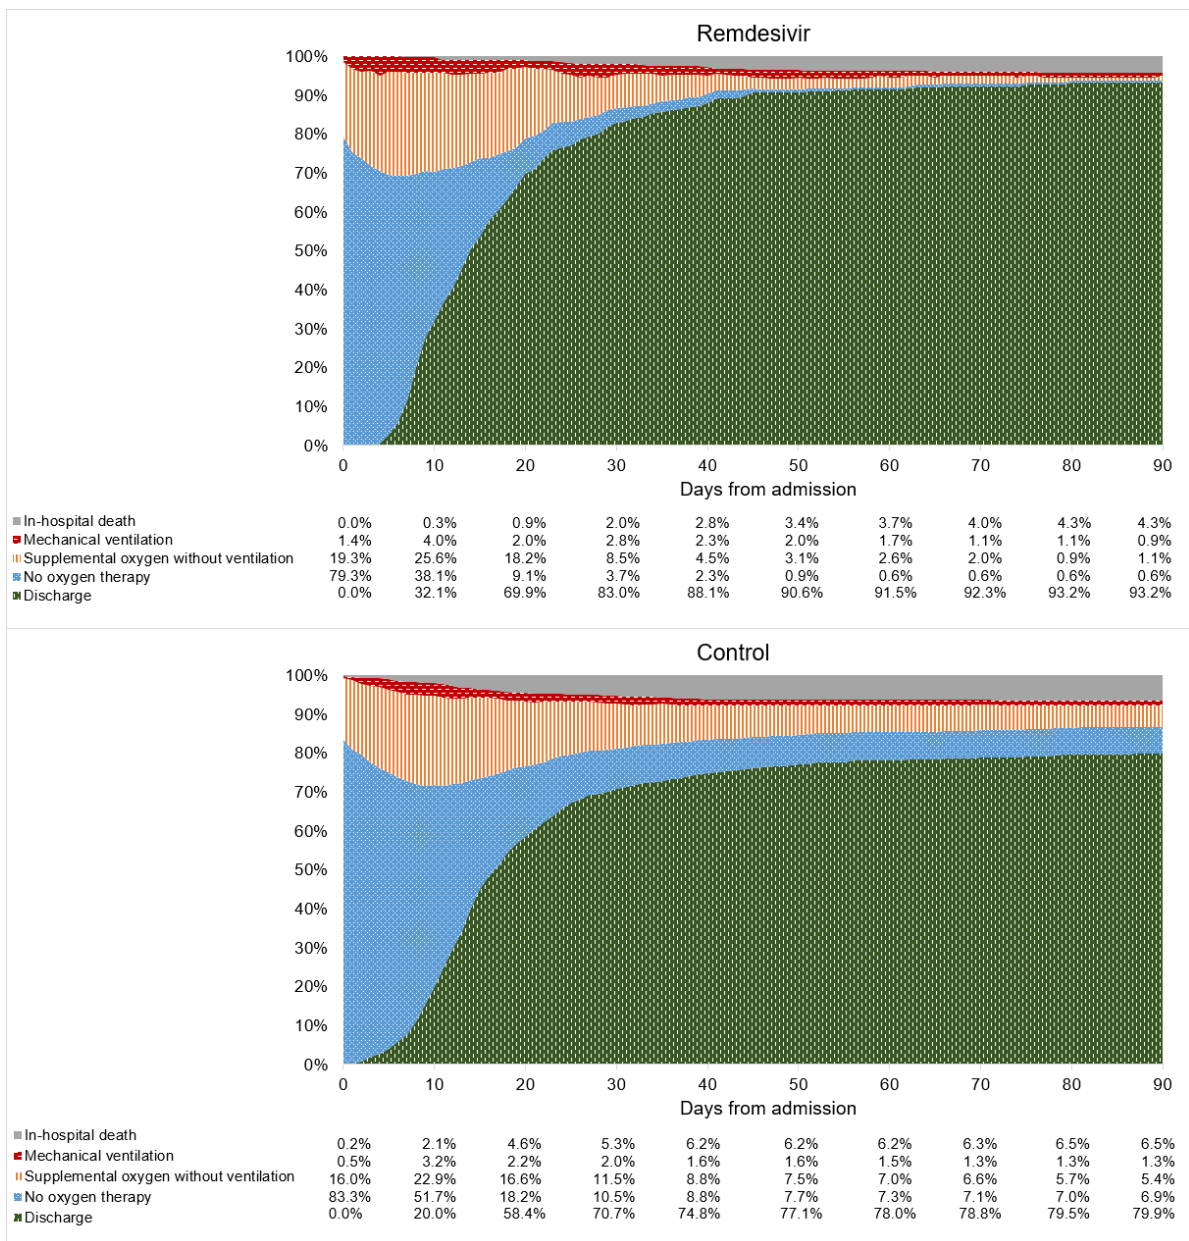 Remdesivir
100%
90%
80%
70%
60%
50%
40%
30%
20%
10%
0%
0 10 20 30 40 50 60 70 80 90
Days from admission
In-hospital death 0.0% 0.3% 0.9% 2.0% 2.8% 3.4% 3.7% 4.0% 4.3% 4.3%
Mechanical ventilation 1.4% 4.0% 2.0% 2.8% 2.3% 2.0% 1.7% 1.1% 1.1% 0.9%
Supplemental oxygen without ventilation 19.3% 25.6% 18.2% 8.5% 4.5% 3.1% 2.6% 2.0% 0.9% 1.1%
No oxygen therapy 79.3% 38.1% 9.1% 3.7% 2.3% 0.9% 0.6% 0.6% 0.6% 0.6%
Discharge 0.0% 32.1% 69.9% 83.0% 88.1% 90.6% 91.5% 92.3% 93.2% 93.2%
Control
100%
90%
80%
70%
60%
50%
40%
30%
20%
10%
0%
0 10 20 30 40 50 60 70 80 90
Days from admission
In-hospital death 0.2% 2.1% 4.6% 5.3% 6.2% 6.2% 6.2% 6.3% 6.5% 6.5%
Mechanical ventilation 0.5% 3.2% 2.2% 2.0% 1.6% 1.6% 1.5% 1.3% 1.3% 1.3%
Supplemental oxygen without ventilation 16.0% 22.9% 16.6% 11.5% 8.8% 7.5% 7.0% 6.6% 5.7% 5.4%
No oxygen therapy 83.3% 51.7% 18.2% 10.5% 8.8% 7.7% 7.3% 7.1% 7.0% 6.9%
Discharge 0.0% 20.0% 58.4% 70.7% 74.8% 77.1% 78.0% 78.8% 79.5% 79.9%